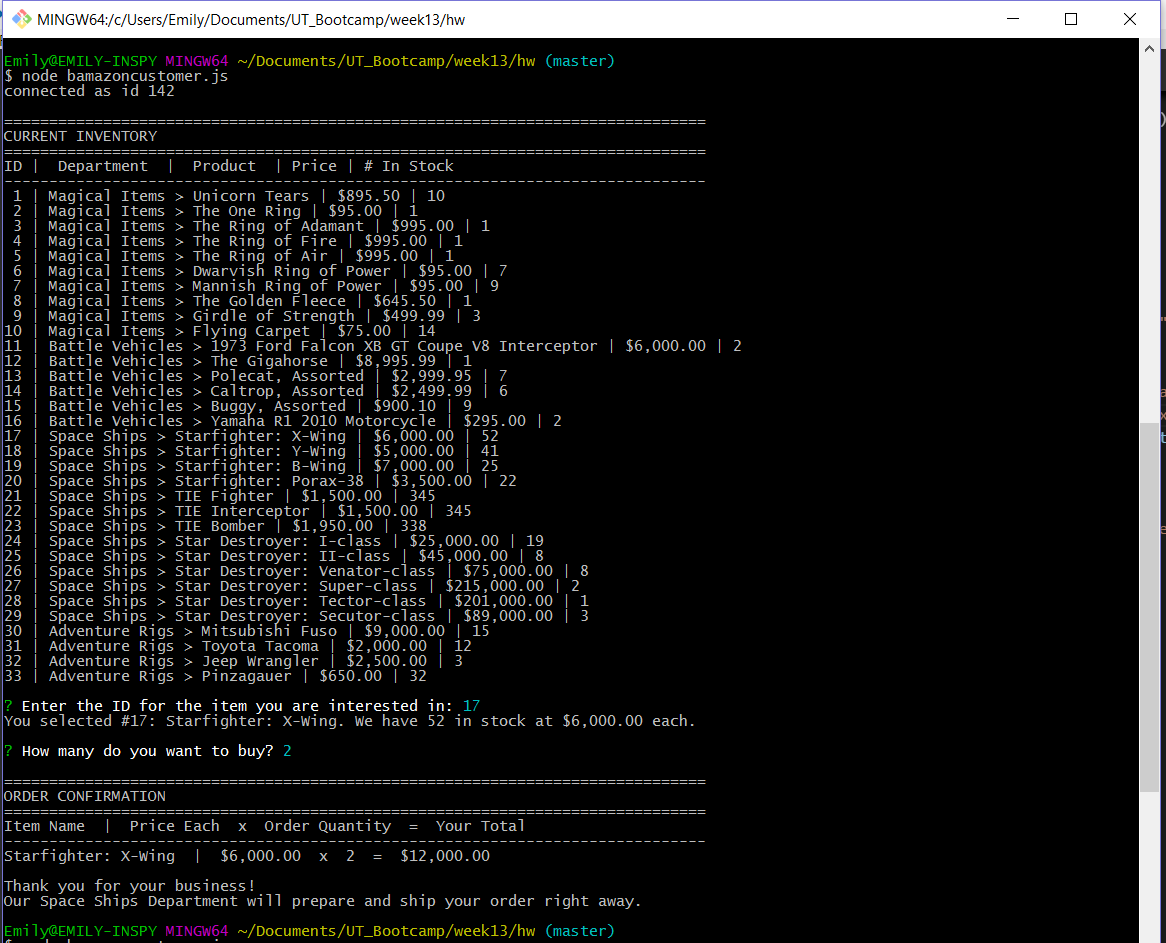 MINGW64:/c/Users/Emily/Documents/UT_Bootcamp/week13/hw
Emily@EMILY-INSPY MINGW64 ~/Documents/UT_Bootcamp/week13/hw (master)
$ node bamazoncustomer.js
connected as id 142
==============================================================================
CURRENT INVENTORY
==============================================================================
ID |  Department  |  Product  | Price | # In Stock
------------------------------------------------------------------------------
1 | Magical Items > Unicorn Tears | $895.50 | 10
2 | Magical Items > The One Ring | $95.00 | 1
3 | Magical Items > The Ring of Adamant | $995.00 | 1
4 | Magical Items > The Ring of Fire | $995.00 | 1
5 | Magical Items > The Ring of Air | $995.00 | 1
6 | Magical Items > Dwarvish Ring of Power | $95.00 | 7
7 | Magical Items > Mannish Ring of Power | $95.00 | 9
8 | Magical Items > The Golden Fleece | $645.50 | 1
9 | Magical Items > Girdle of Strength | $499.99 | 3
10 | Magical Items > Flying Carpet | $75.00 | 14
11 | Battle Vehicles > 1973 Ford Falcon XB GT Coupe V8 Interceptor | $6,000.00 | 2
12 | Battle Vehicles > The Gigahorse | $8,995.99 | 1
13 | Battle Vehicles > Polecat, Assorted | $2,999.95 | 7
14 | Battle Vehicles > Caltrop, Assorted | $2,499.99 | 6
15 | Battle Vehicles > Buggy, Assorted | $900.10 | 9
16 | Battle Vehicles > Yamaha R1 2010 Motorcycle | $295.00 | 2
17 | Space Ships > Starfighter: X-Wing | $6,000.00 | 52
18 | Space Ships > Starfighter: Y-Wing | $5,000.00 | 41
19 | Space Ships > Starfighter: B-Wing | $7,000.00 | 25
20 | Space Ships > Starfighter: Porax-38 | $3,500.00 | 22
21 | Space Ships > TIE Fighter | $1,500.00 | 345
22 | Space Ships > TIE Interceptor | $1,500.00 | 345
23 | Space Ships > TIE Bomber | $1,950.00 | 338
24 | Space Ships > Star Destroyer: I-class | $25,000.00 | 19
25 | Space Ships > Star Destroyer: II-class | $45,000.00 | 8
26 | Space Ships > Star Destroyer: Venator-class | $75,000.00 | 8
27 | Space Ships > Star Destroyer: Super-class | $215,000.00 | 2
28 | Space Ships > Star Destroyer: Tector-class | $201,000.00 | 1
29 | Space Ships > Star Destroyer: Secutor-class | $89,000.00 | 3
30 | Adventure Rigs > Mitsubishi Fuso | $9,000.00 | 15
31 | Adventure Rigs > Toyota Tacoma | $2,000.00 | 12
32 | Adventure Rigs > Jeep Wrangler | $2,500.00 | 3
33 | Adventure Rigs > Pinzagauer | $650.00 | 32
? Enter the ID for the item you are interested in: 17
You selected #17: Starfighter: X-Wing. We have 52 in stock at $6,000.00 each.
? How many do you want to buy? 2
==============================================================================
ORDER CONFIRMATION
==============================================================================
Item Name  |  Price Each  x  Order Quantity  =  Your Total
------------------------------------------------------------------------------
Starfighter: X-Wing  |  $6,000.00  x  2  =  $12,000.00
Thank you for your business!
Our Space Ships Department will prepare and ship your order right away.
Emily@EMILY-INSPY MINGW64 ~/Documents/UT_Bootcamp/week13/hw (master)